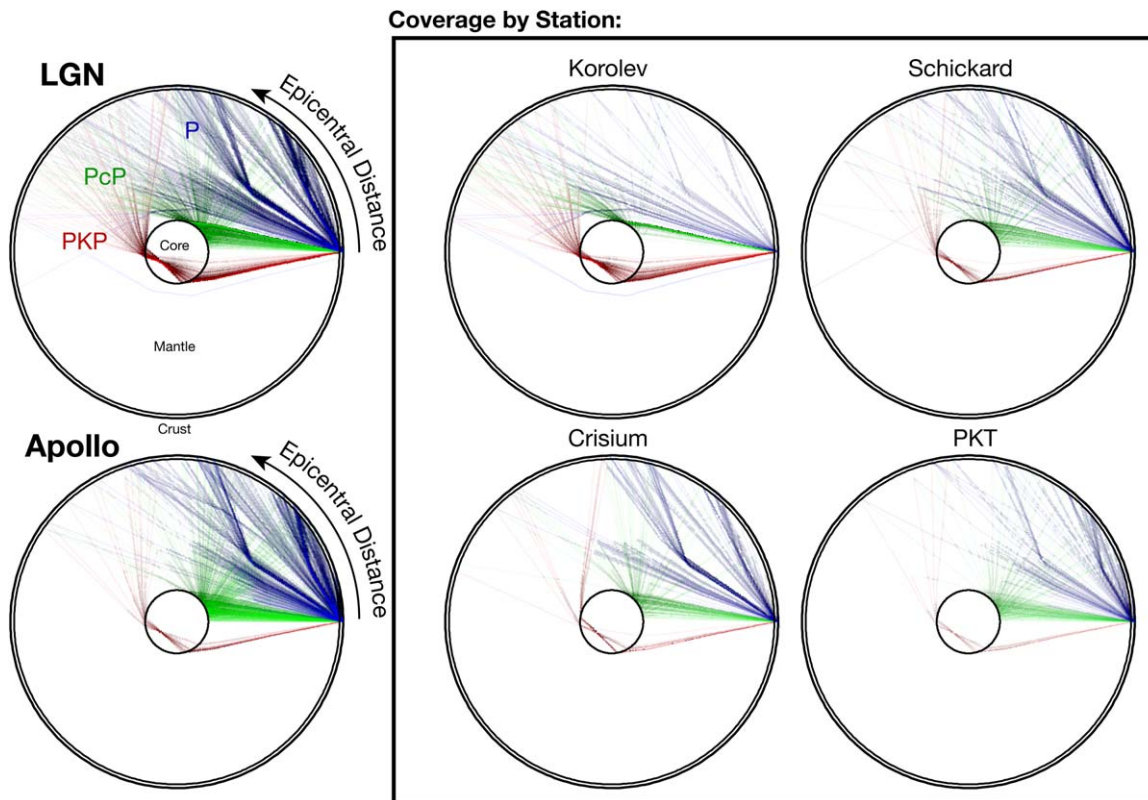 Coverage by Station:
LGN
Epicentral Distance
P
PcP
PKP
Core
Mantle
Crust
Korolev
Schickard
Apollo
Epicentral Distance
Crisium
PKT